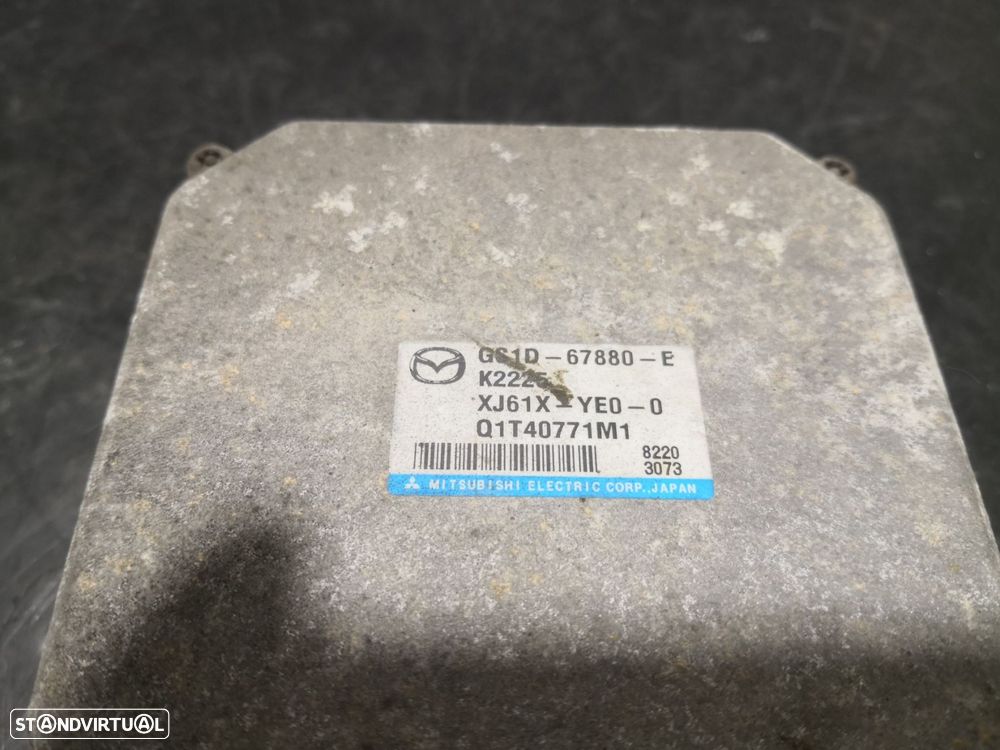 GS1D-67880-E
K2225
XJ61X-YE0-0
Q1T40771M1
8220
3073
MITSUBISHI ELECTRIC CORP., JAPAN
STANDVIRTUAL